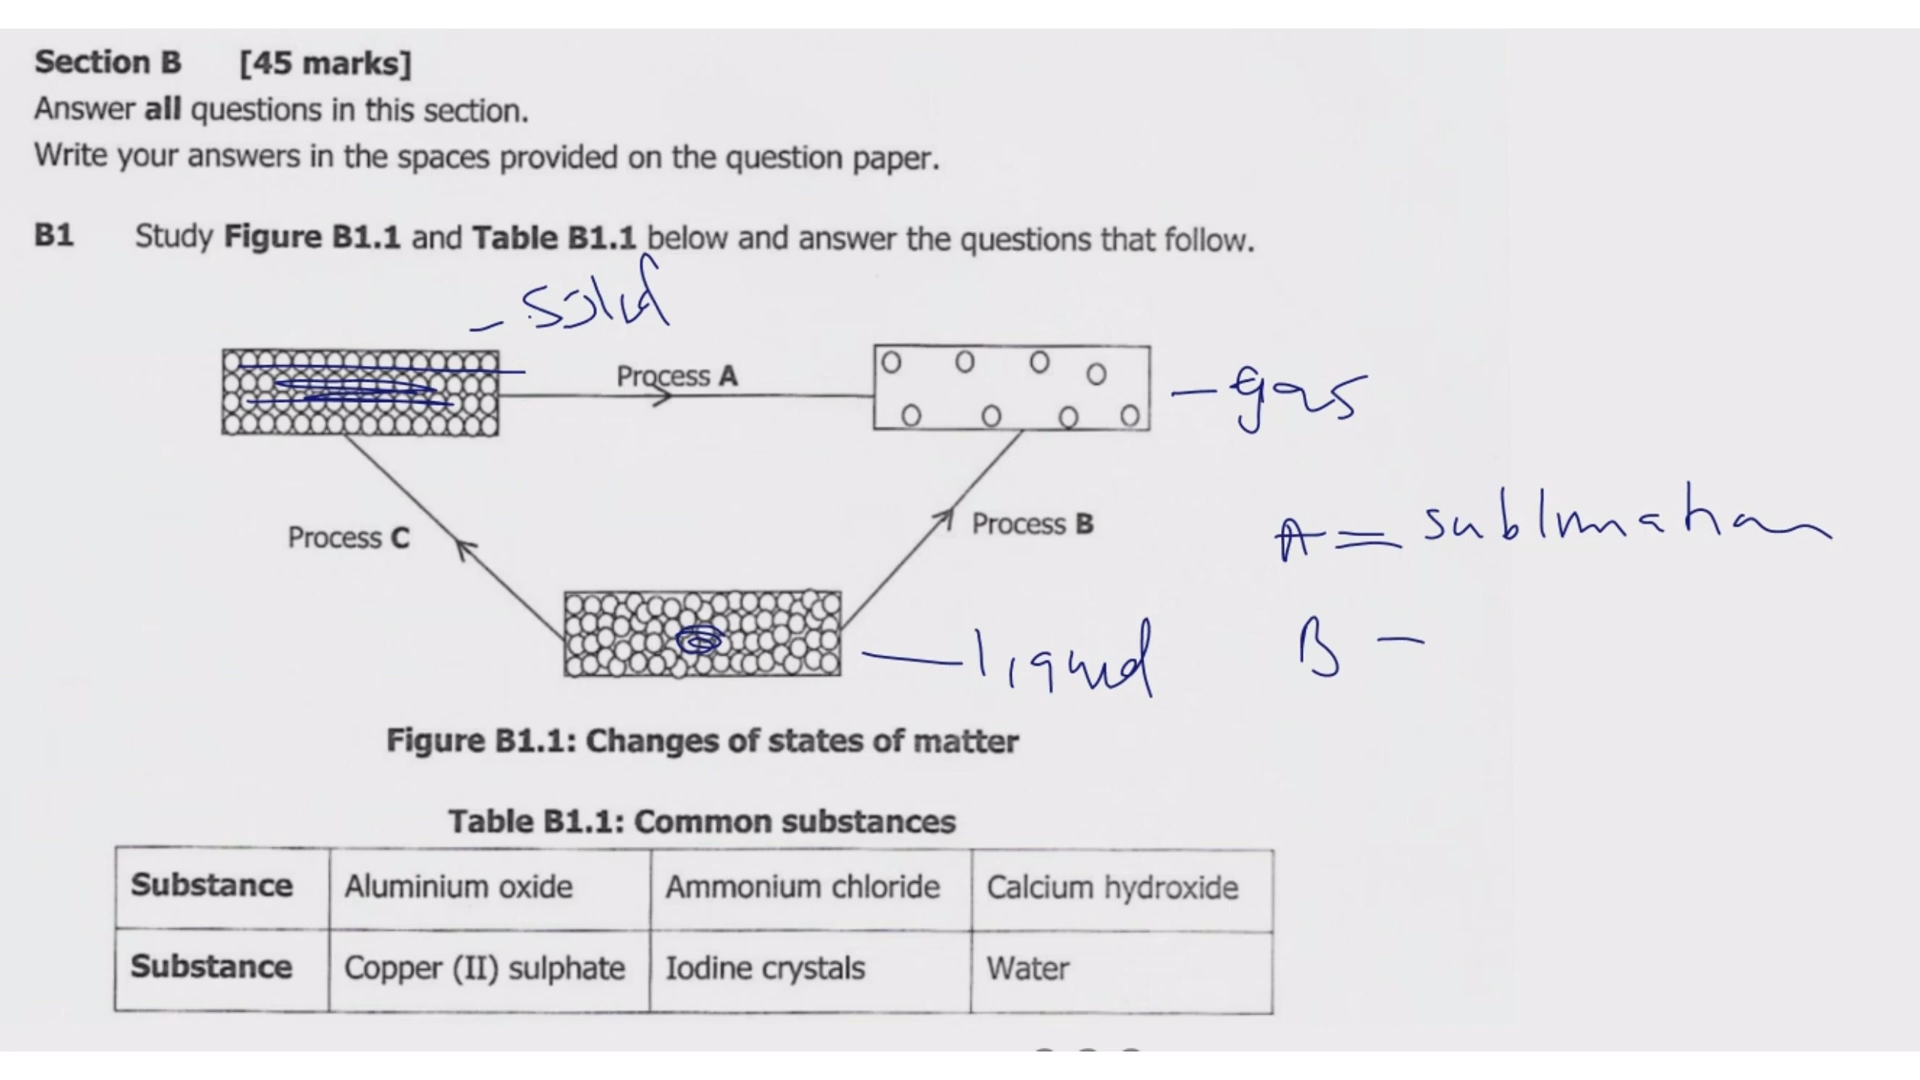 Section B [45 marks]
Answer all questions in this section.
Write your answers in the spaces provided on the question paper.
B1 Study Figure B1.1 and Table B1.1 below and answer the questions that follow.
- solid
Process A
- gas
Process C
Process B
A = sublimation
liquid
B -
Figure B1.1: Changes of states of matter
Table B1.1: Common substances
Substance Aluminium oxide Ammonium chloride Calcium hydroxide
Substance Copper (II) sulphate Iodine crystals Water